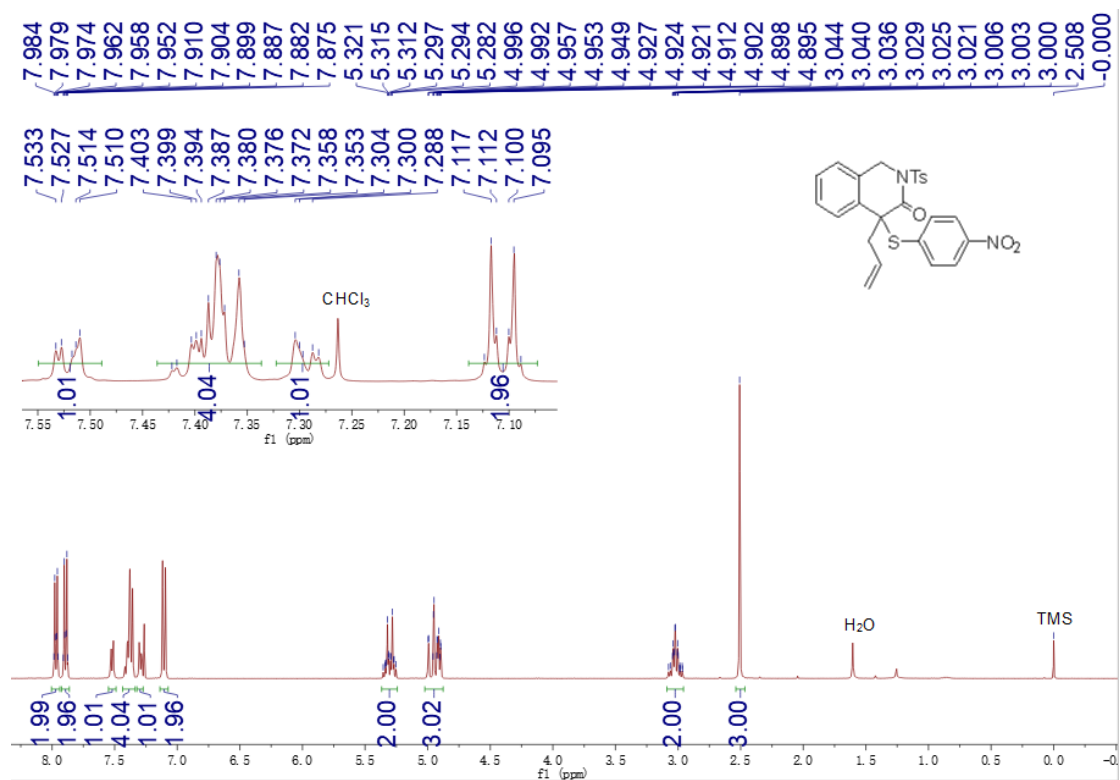 7.984 7.979 7.974 7.962 7.958 7.952 7.910 7.904 7.899 7.887 7.882 7.875 5.321 5.315 5.312 5.297 5.294 5.282 4.996 4.992 4.957 4.953 4.949 4.927 4.924 4.921 4.912 4.902 4.898 4.895 3.044 3.040 3.036 3.029 3.025 3.021 3.006 3.003 3.000 2.508 -0.000
7.533 7.527 7.514 7.510 7.403 7.399 7.394 7.387 7.380 7.376 7.372 7.358 7.353 7.304 7.300 7.288 7.117 7.112 7.100 7.095
N Ts
O
S
NO2
CHCl3
1.01 4.04 1.01 1.96
7.55 7.50 7.45 7.40 7.35 7.30 7.25 7.20 7.15 7.10
f1 (ppm)
H2O
TMS
1.99 1.96 1.01 4.04 1.01 1.96 2.00 3.02 2.00 3.00
8.0 7.5 7.0 6.5 6.0 5.5 5.0 4.5 4.0 3.5 3.0 2.5 2.0 1.5 1.0 0.5 0.0
f1 (ppm)